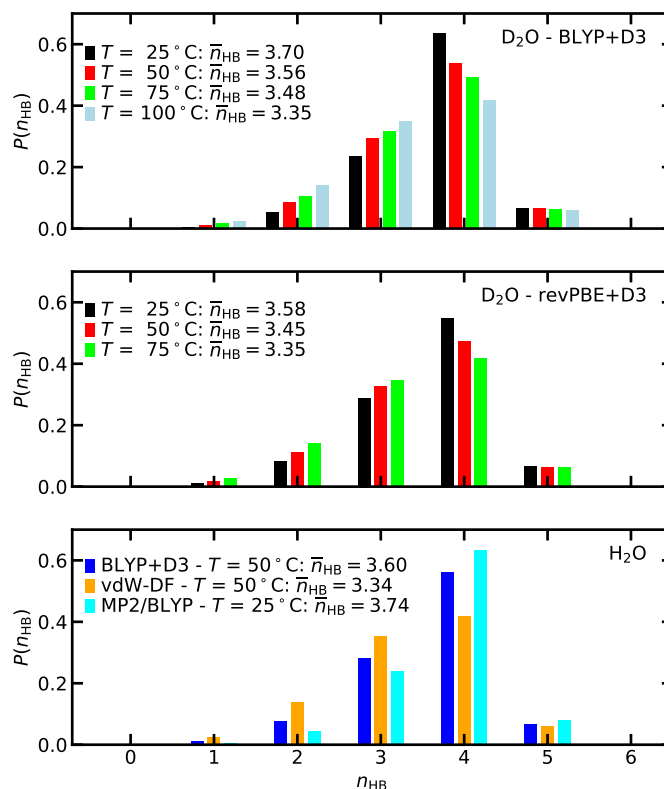 D₂O - BLYP+D3
T = 25°C: n̅HB = 3.70
T = 50°C: n̅HB = 3.56
T = 75°C: n̅HB = 3.48
T = 100°C: n̅HB = 3.35
0.6
0.4
0.2
0.0
P(nHB)
D₂O - revPBE+D3
T = 25°C: n̅HB = 3.58
T = 50°C: n̅HB = 3.45
T = 75°C: n̅HB = 3.35
0.6
0.4
0.2
0.0
P(nHB)
H₂O
BLYP+D3 - T = 50°C: n̅HB = 3.60
vdW-DF - T = 50°C: n̅HB = 3.34
MP2/BLYP - T = 25°C: n̅HB = 3.74
0.6
0.4
0.2
0.0
P(nHB)
0 1 2 3 4 5 6
nHB